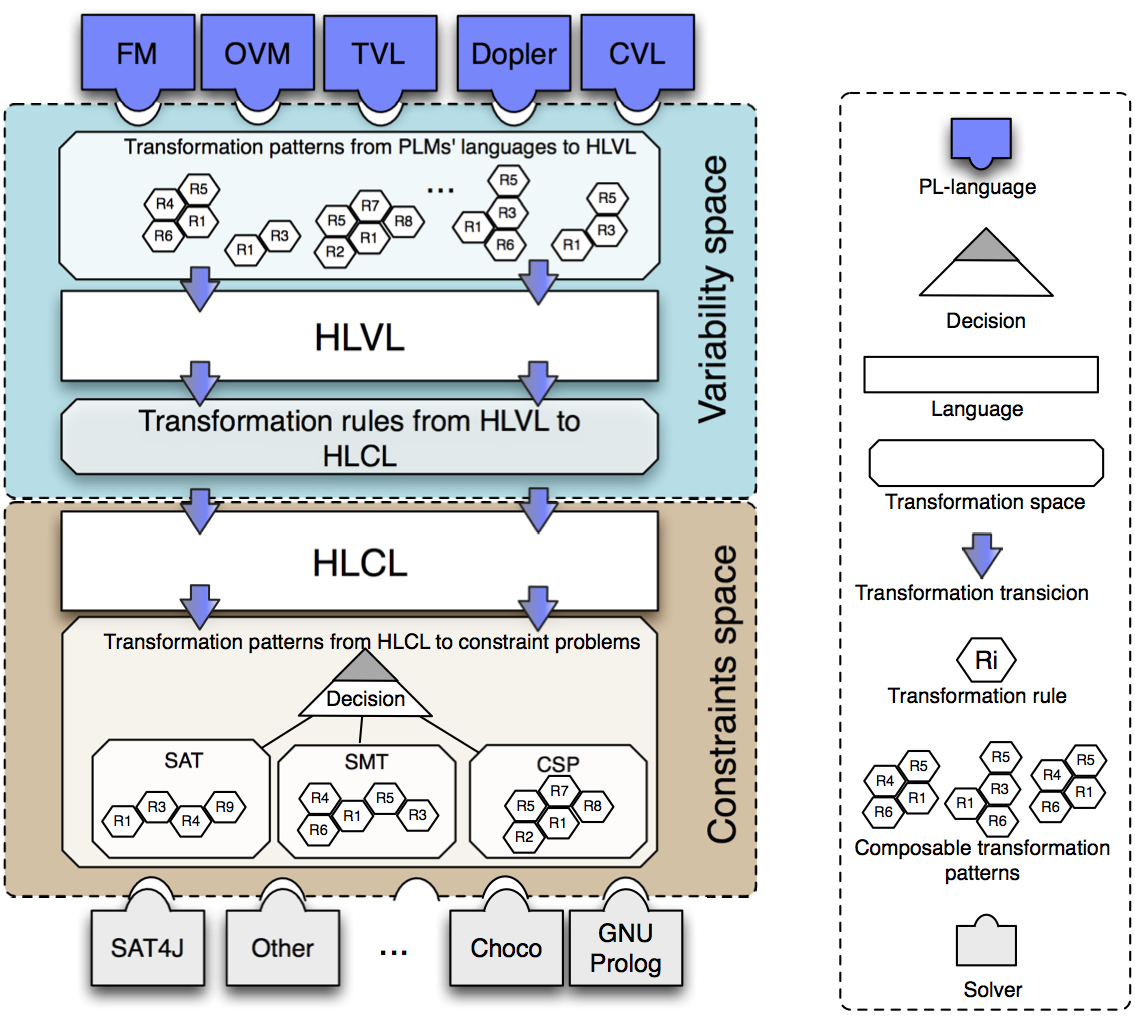 FM
OVM
TVL
Dopler
CVL
Transformation patterns from PLMs' languages to HLVL
R5
R4
R1
R6
R1
R3
R7
R5
R8
R1
R2
...
R5
R3
R1
R6
R5
R3
R1
HLVL
Transformation rules from HLVL to
HLCL
Variability space
HLCL
Transformation patterns from HLCL to constraint problems
Decision
SAT
R1
R3
R4
R9
SMT
R4
R6
R1
R5
R3
CSP
R7
R5
R8
R1
R2
Constraints space
SAT4J
Other
...
Choco
GNU
Prolog
PL-language
Decision
Language
Transformation space
Transformation transicion
Ri
Transformation rule
R5
R4
R1
R6
R5
R3
R1
R6
R5
R4
R1
R6
Composable transformation
patterns
Solver